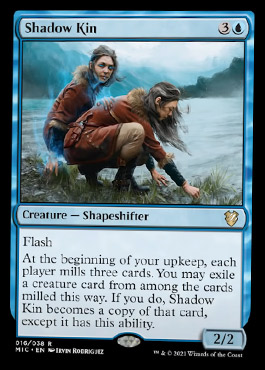 Shadow Kin 3
Creature — Shapeshifter
Flash
At the beginning of your upkeep, each
player mills three cards. You may exile
a creature card from among the cards
milled this way. If you do, Shadow
Kin becomes a copy of that card,
except it has this ability.
2/2
016/038 R
MIC • EN Irvin Rodriguez
™ & © 2021 Wizards of the Coast